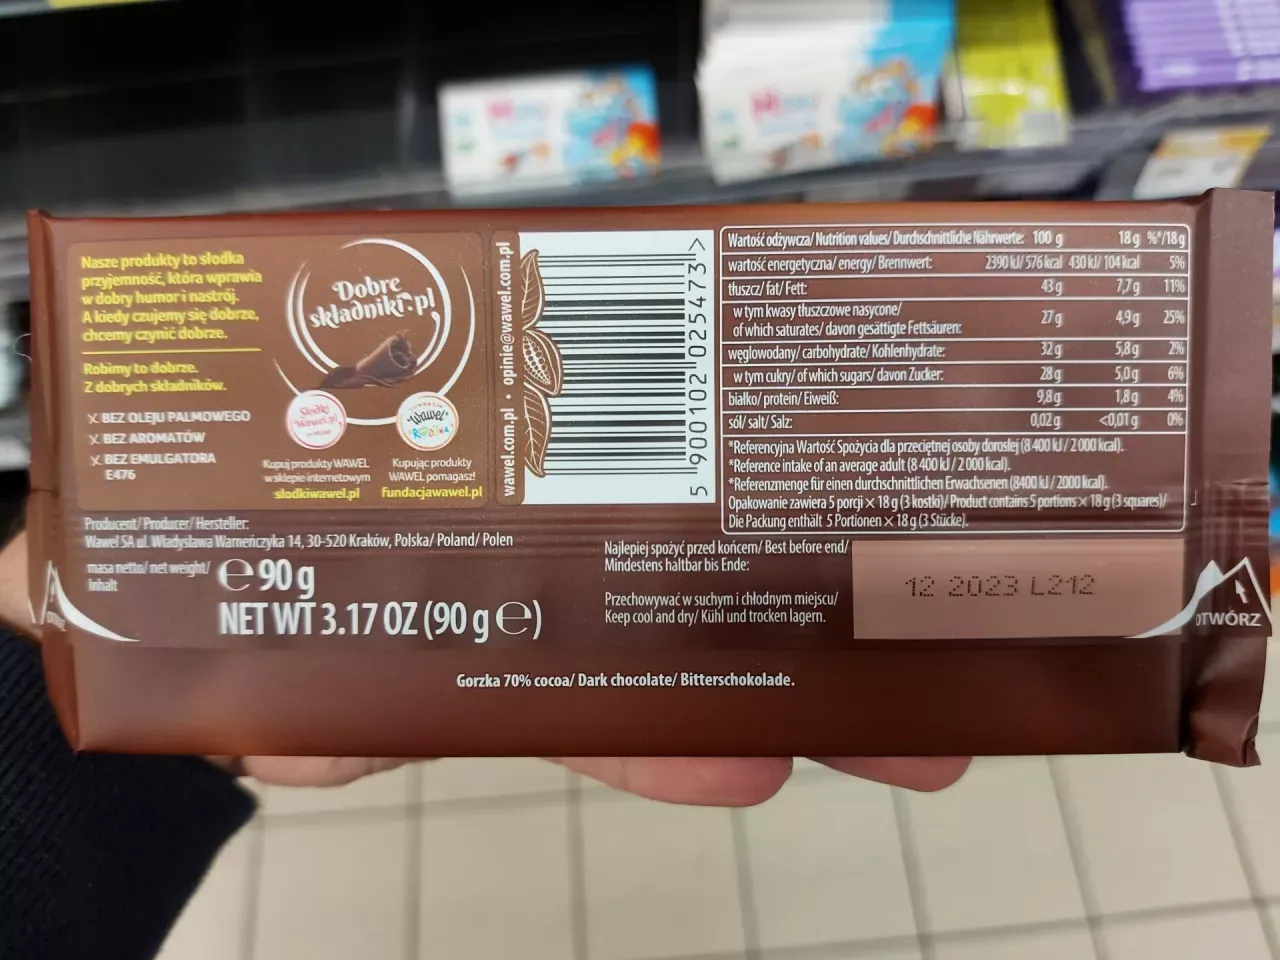 Nasze produkty to słodka
przyjemność, która wprawia
w dobry humor i nastrój.
A kiedy czujemy się dobrze,
chcemy czynić dobrze.
Robimy to dobrze.
Z dobrych składników.
X BEZ OLEJU PALMOWEGO
X BEZ AROMATÓW
X BEZ EMULGATORA
E476
Dobre
składniki.pl
Słodki
Wawel.pl
Wawel
Kupuj produkty WAWEL
w sklepie internetowym
slodkiwawel.pl
Kupując produkty
WAWEL pomagasz!
fundacjawawel.pl
wawel.com.pl • opinie@wawel.com.pl
5 900102 025473 >
Wartość odżywcza/ Nutrition values/ Durchschnittliche Nährwerte: 100 g 18 g %*/18 g
wartość energetyczna/ energy/ Brennwert: 2390 kJ/ 576 kcal 430 kJ/ 104 kcal 5%
tłuszcz/ fat/ Fett: 43 g 7,7 g 11%
w tym kwasy tłuszczowe nasycone/
of which saturates/ davon gesättigte Fettsäuren: 27 g 4,9 g 25%
węglowodany/ carbohydrate/ Kohlenhydrate: 32 g 5,8 g 2%
w tym cukry/ of which sugars/ davon Zucker: 28 g 5,0 g 6%
białko/ protein/ Eiweiß: 9,8 g 1,8 g 4%
sól/ salt/ Salz: 0,02 g <0,01 g 0%
*Referencyjna Wartość Spożycia dla przeciętnej osoby dorosłej (8 400 kJ / 2 000 kcal).
*Reference intake of an average adult (8 400 kJ / 2 000 kcal).
*Referenzmenge für einen durchschnittlichen Erwachsenen (8400 kJ / 2000 kcal).
Opakowanie zawiera 5 porcji × 18 g (3 kostki)/ Product contains 5 portions × 18 g (3 squares)/
Die Packung enthält 5 Portionen × 18 g (3 Stücke).
Producent/ Producer/ Hersteller:
Wawel SA ul. Władysława Warneńczyka 14, 30-520 Kraków, Polska/ Poland/ Polen
masa netto/ net weight/
Inhalt
e 90 g
NET WT 3.17 OZ (90 g e)
Najlepiej spożyć przed końcem/ Best before end/
Mindestens haltbar bis Ende:
12 2023 L212
Przechowywać w suchym i chłodnym miejscu/
Keep cool and dry/ Kühl und trocken lagern.
OTWÓRZ
Gorzka 70% cocoa/ Dark chocolate/ Bitterschokolade.